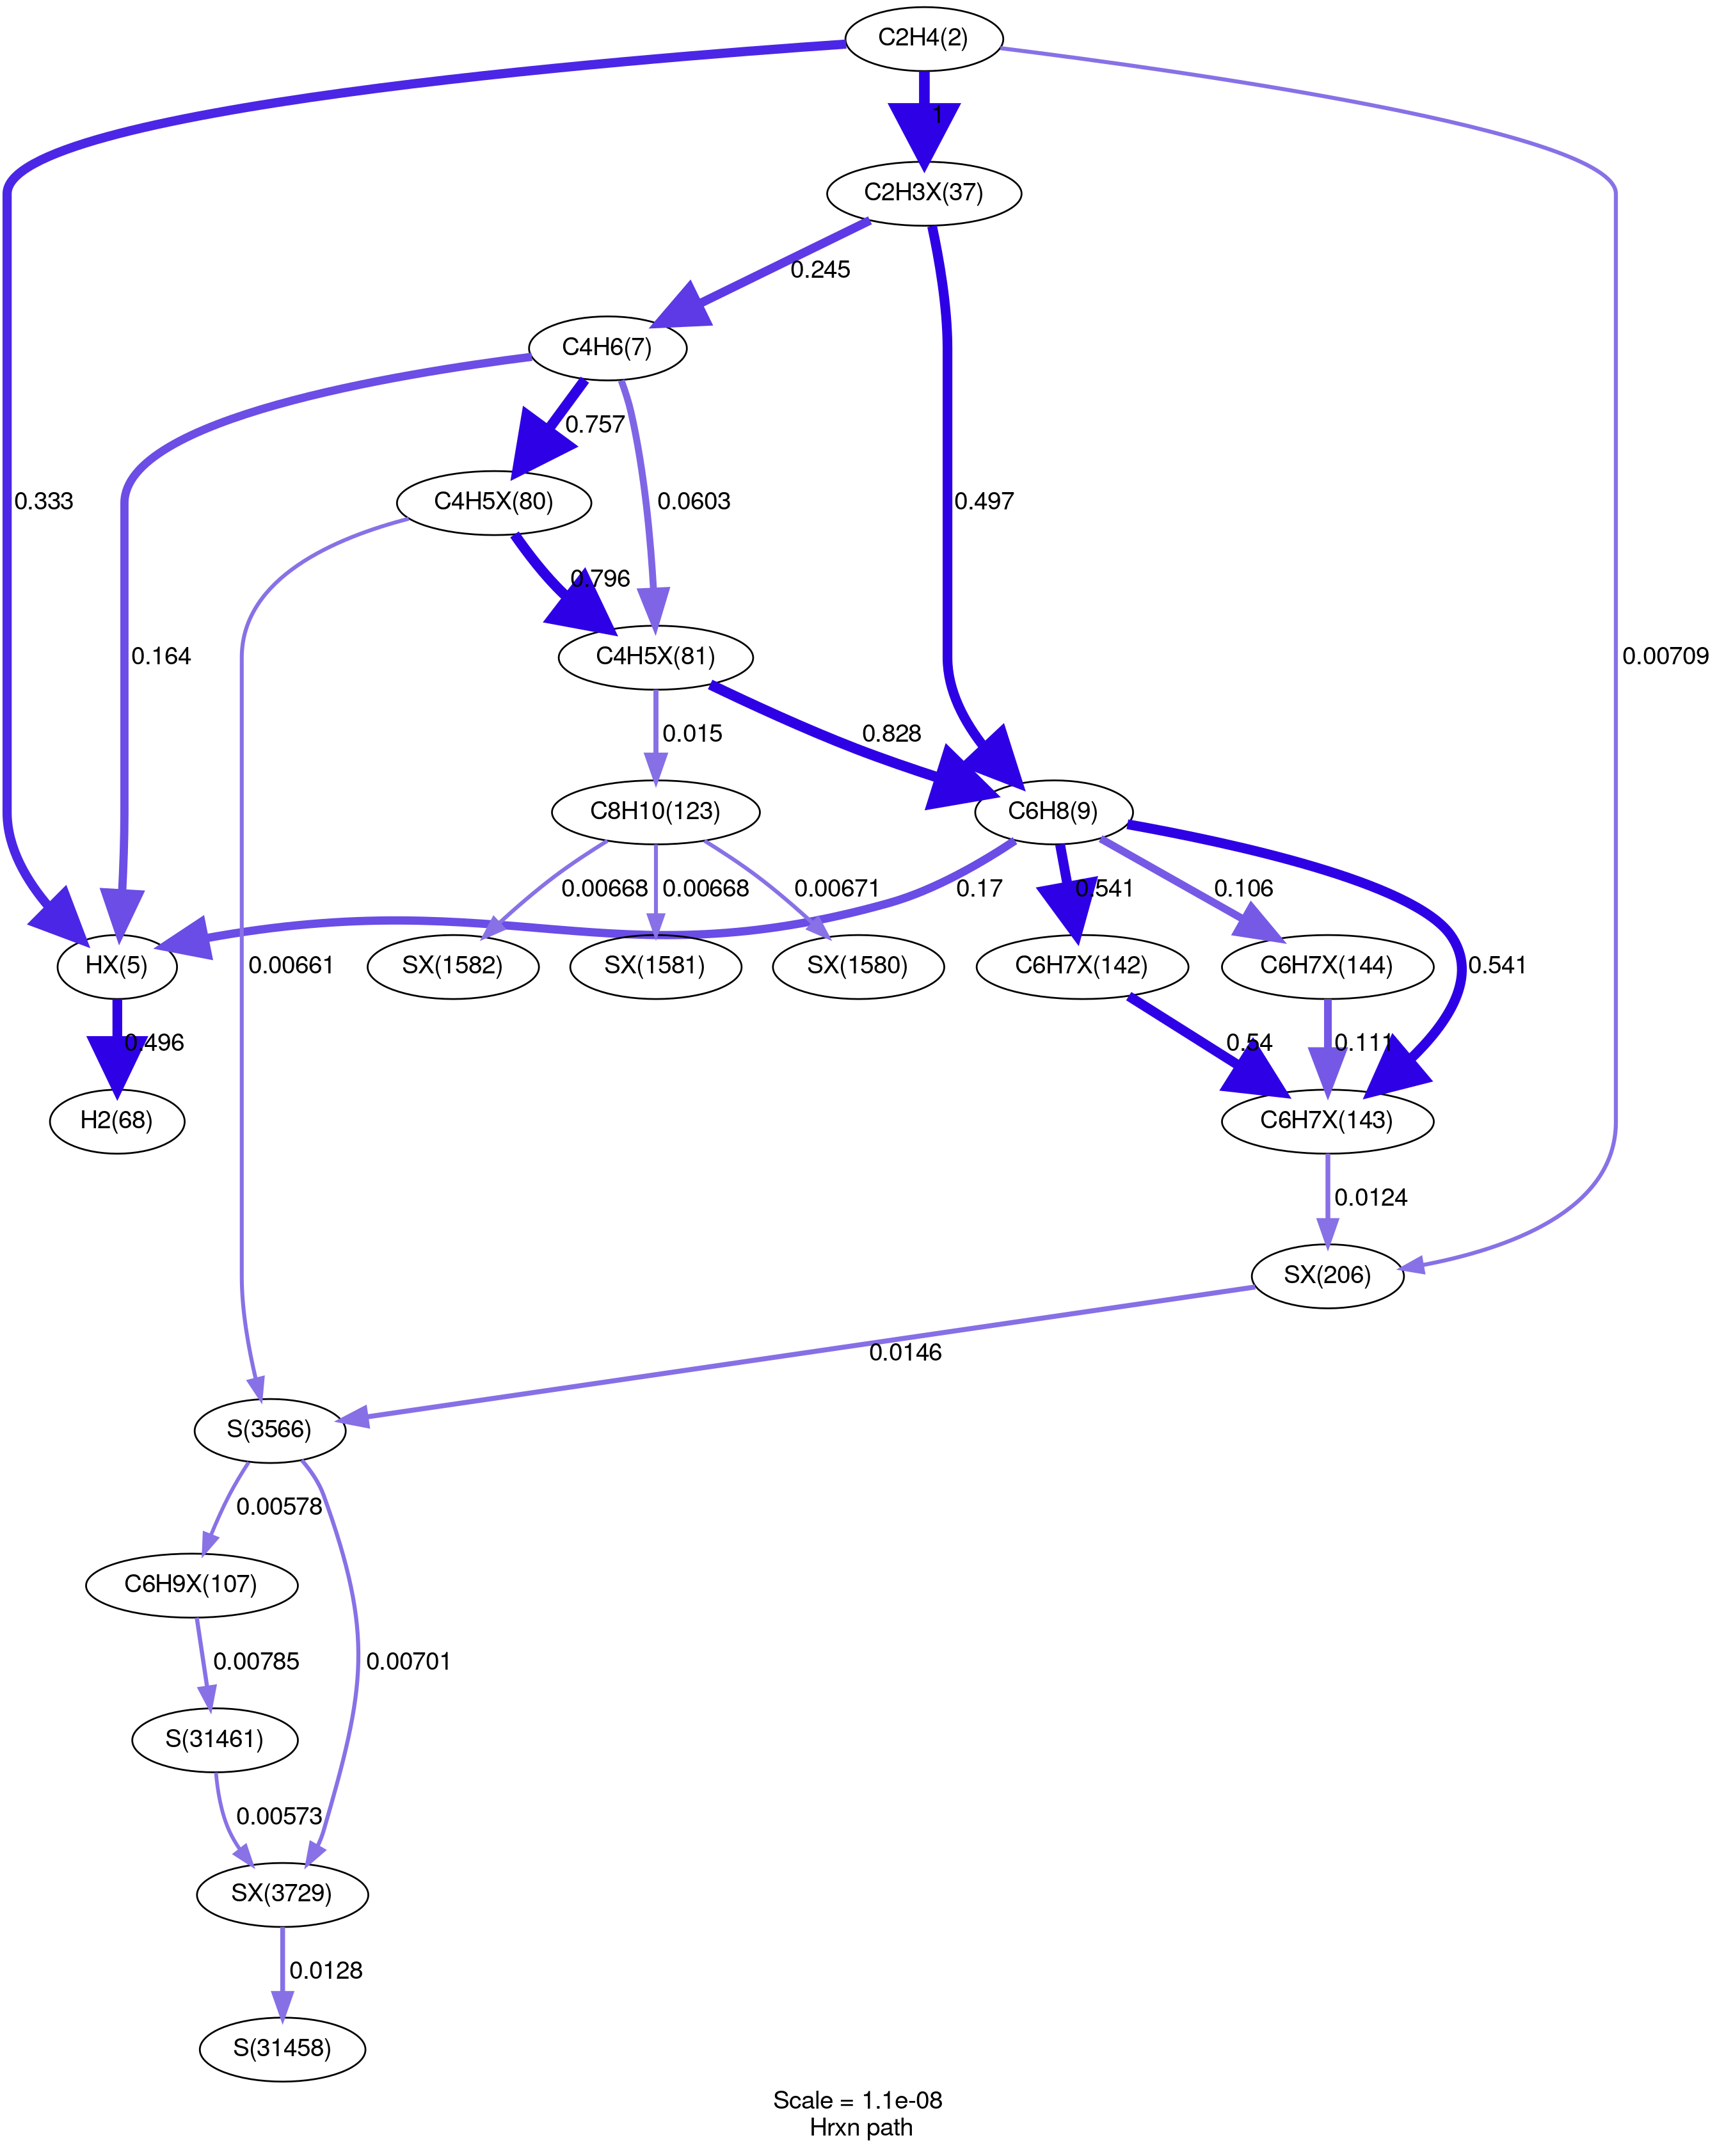 C2H4(2)
1
C2H3X(37)
0.245
C4H6(7)
0.757
C4H5X(80)
0.0603
0.497
0.333
0.164
0.00709
0.796
C4H5X(81)
0.015
0.828
C8H10(123)
C6H8(9)
0.00668
0.00668
0.00671
0.17
0.541
0.106
0.541
HX(5)
0.00661
SX(1582)
SX(1581)
SX(1580)
C6H7X(142)
C6H7X(144)
0.496
0.54
0.111
H2(68)
C6H7X(143)
0.0124
SX(206)
0.0146
S(3566)
0.00578
C6H9X(107)
0.00785
0.00701
S(31461)
0.00573
SX(3729)
0.0128
S(31458)
Scale = 1.1e-08
Hrxn path